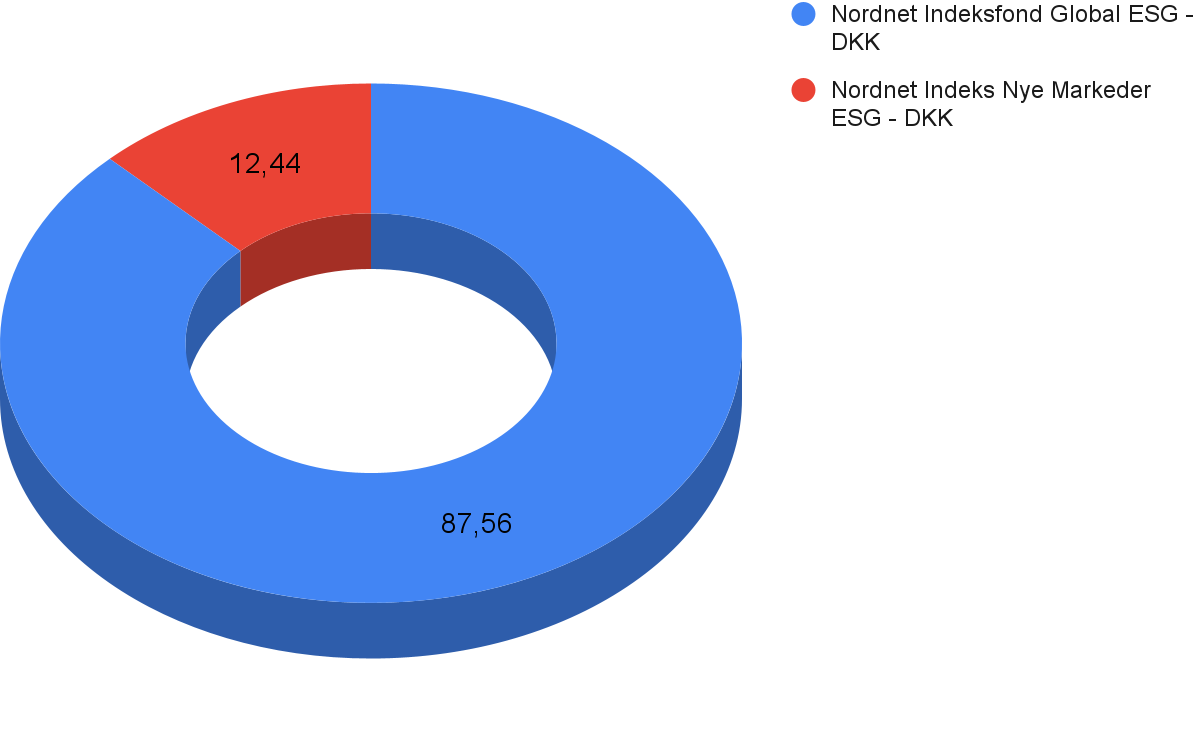 Nordnet Indeksfond Global ESG -
DKK
Nordnet Indeks Nye Markeder
ESG - DKK
12,44
87,56